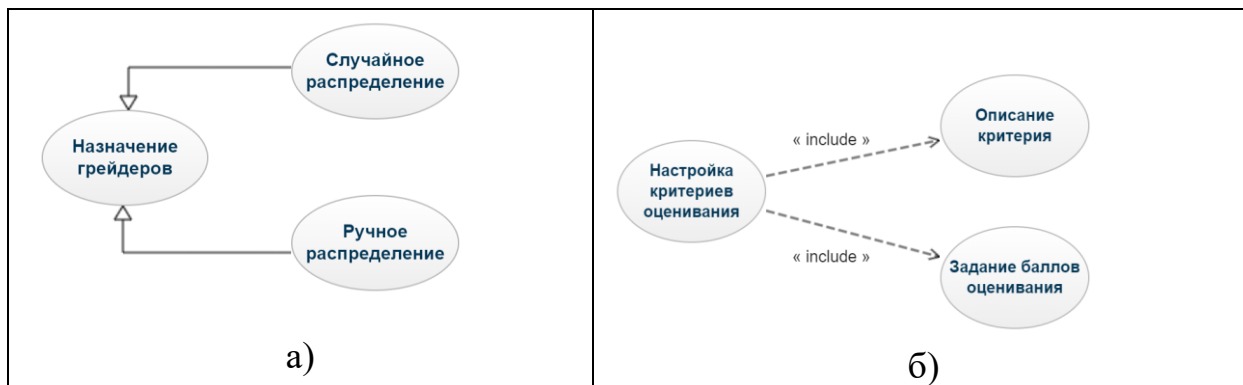 Случайное
распределение
Назначение
грейдеров
Ручное
распределение
а)
« include »
Описание
критерия
Настройка
критериев
оценивания
« include »
Задание баллов
оценивания
б)